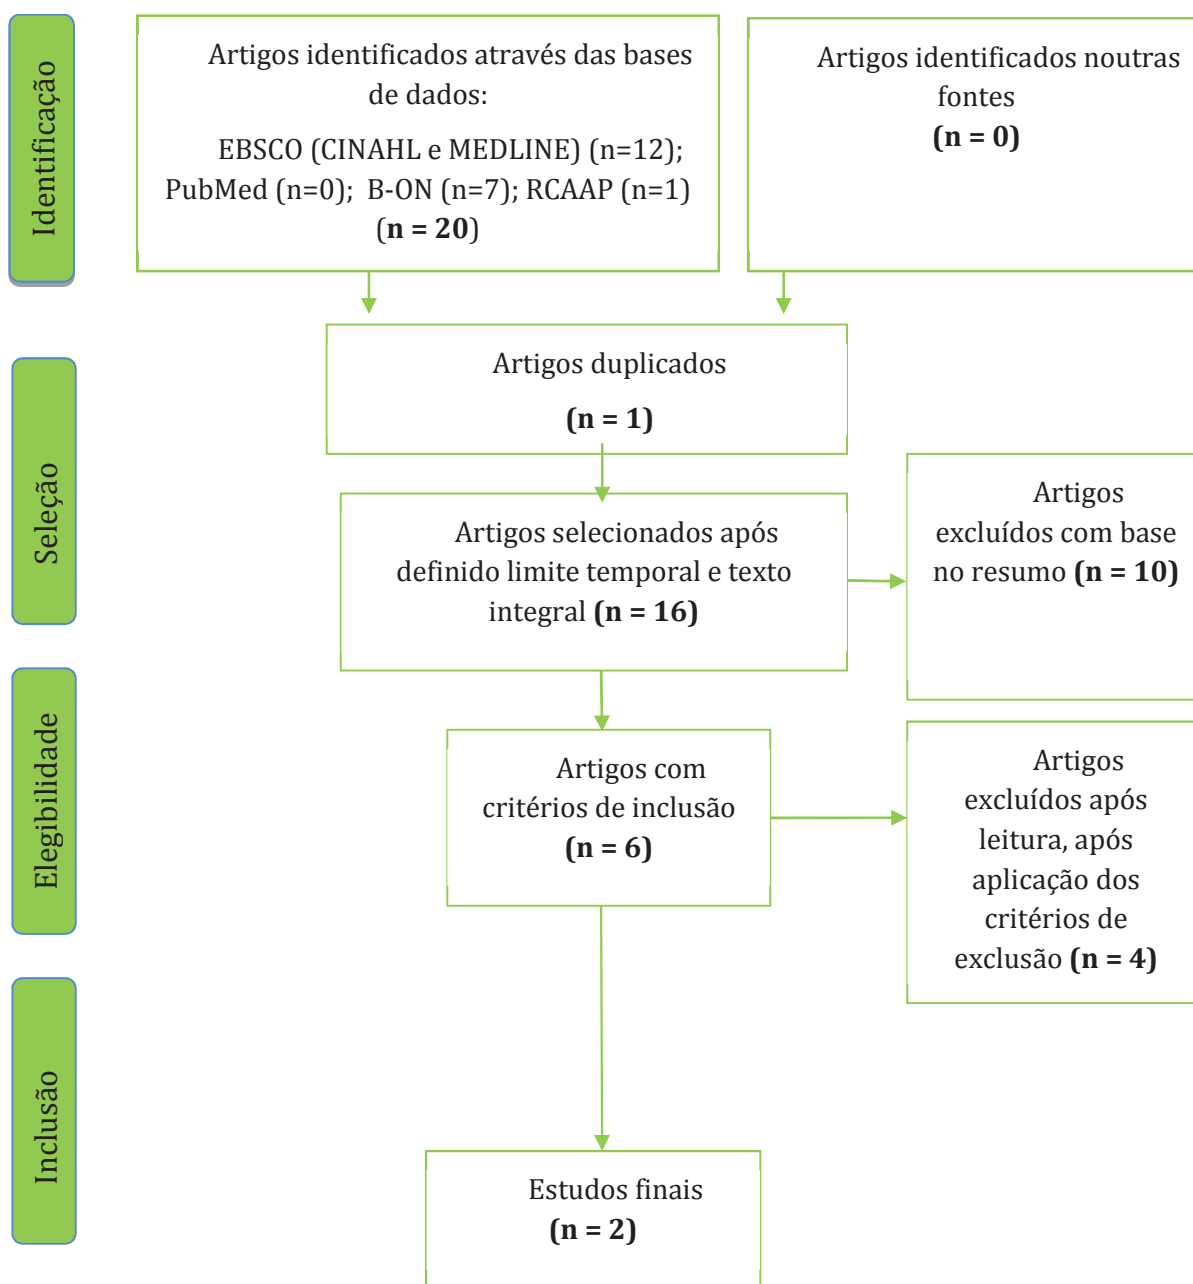 Identificação
Artigos identificados através das bases
de dados:
EBSCO (CINAHL e MEDLINE) (n=12);
PubMed (n=0); B-ON (n=7); RCAAP (n=1)
(n = 20)
Artigos identificados noutras
fontes
(n = 0)
Seleção
Artigos duplicados
(n = 1)
Artigos selecionados após
definido limite temporal e texto
integral (n = 16)
Artigos
excluídos com base
no resumo (n = 10)
Elegibilidade
Artigos com
critérios de inclusão
(n = 6)
Artigos
excluídos após
leitura, após
aplicação dos
critérios de
exclusão (n = 4)
Inclusão
Estudos finais
(n = 2)